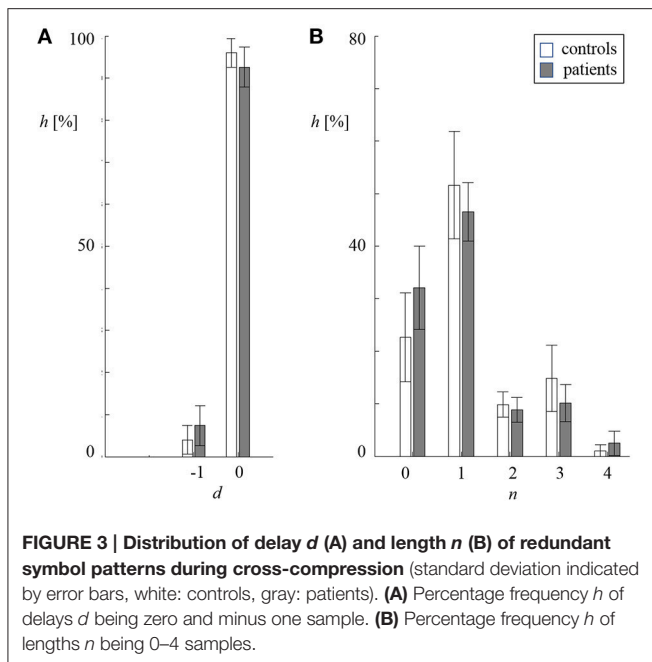 A
100
h [%]
50
0
-1
0
d
B
80
h [%]
40
0
0
1
2
3
4
n
controls
patients
FIGURE 3 | Distribution of delay d (A) and length n (B) of redundant
symbol patterns during cross-compression (standard deviation indicated
by error bars, white: controls, gray: patients). (A) Percentage frequency h of
delays d being zero and minus one sample. (B) Percentage frequency h of
lengths n being 0–4 samples.